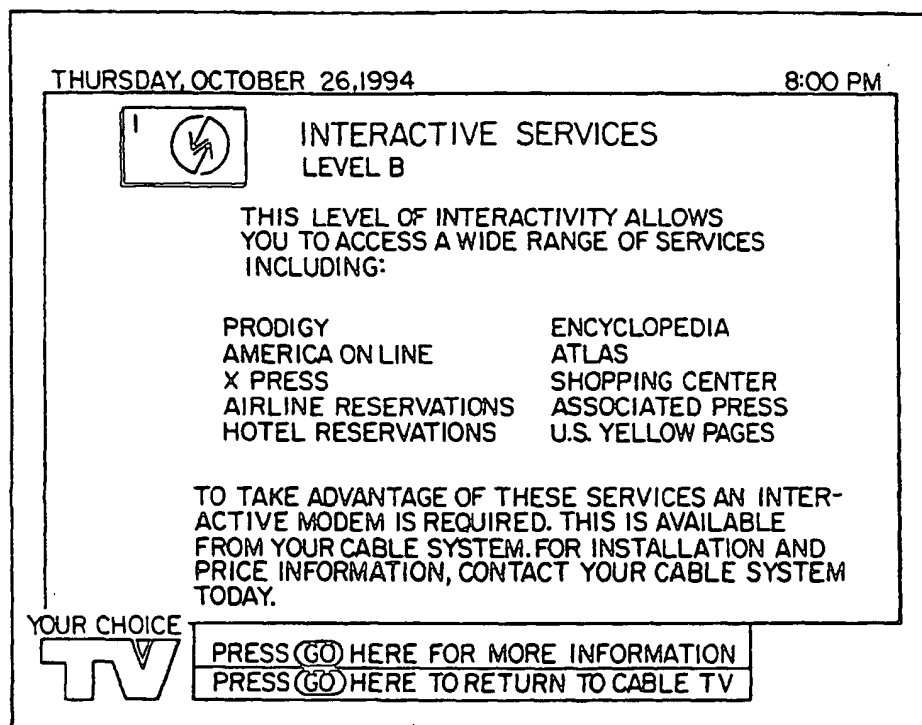 THURSDAY, OCTOBER 26,1994 8:00 PM
I
INTERACTIVE SERVICES
LEVEL B
THIS LEVEL OF INTERACTIVITY ALLOWS
YOU TO ACCESS A WIDE RANGE OF SERVICES
INCLUDING:
PRODIGY ENCYCLOPEDIA
AMERICA ON LINE ATLAS
X PRESS SHOPPING CENTER
AIRLINE RESERVATIONS ASSOCIATED PRESS
HOTEL RESERVATIONS U.S. YELLOW PAGES
TO TAKE ADVANTAGE OF THESE SERVICES AN INTER-
ACTIVE MODEM IS REQUIRED. THIS IS AVAILABLE
FROM YOUR CABLE SYSTEM. FOR INSTALLATION AND
PRICE INFORMATION, CONTACT YOUR CABLE SYSTEM
TODAY.
YOUR CHOICE
TV
PRESS GO HERE FOR MORE INFORMATION
PRESS GO HERE TO RETURN TO CABLE TV